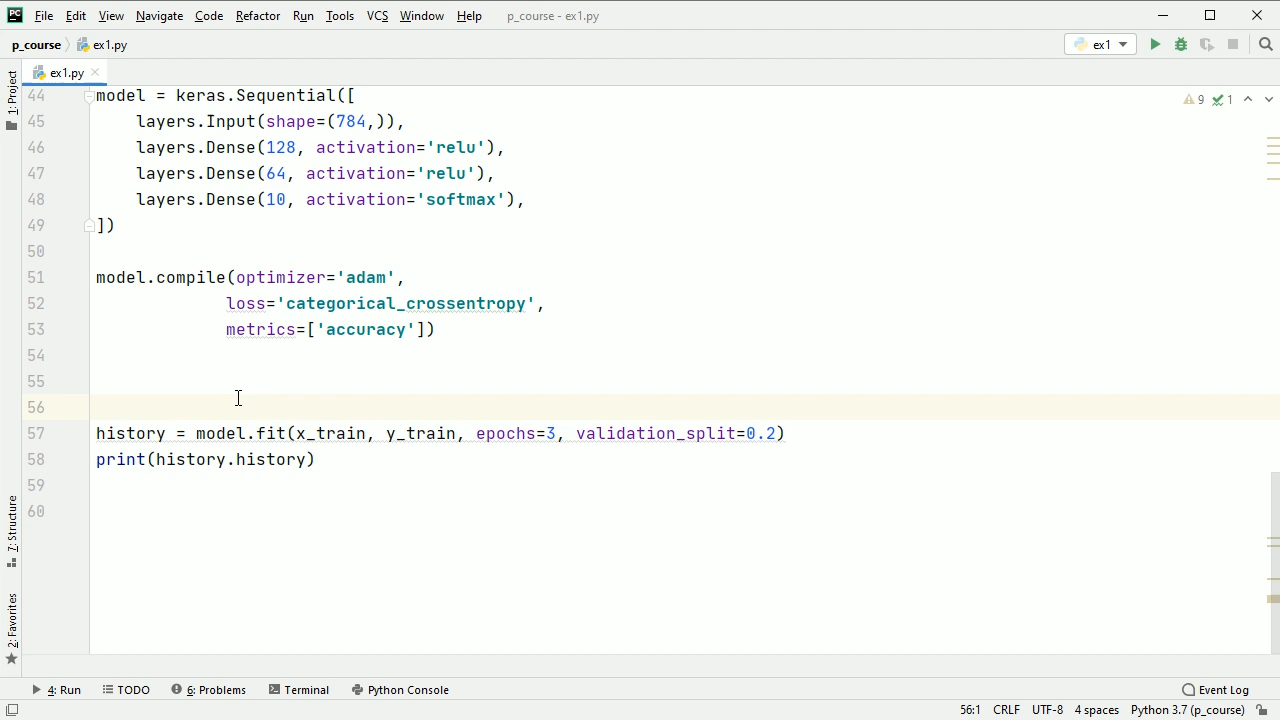 PC File Edit View Navigate Code Refactor Run Tools VCS Window Help p_course - ex1.py
p_course ex1.py ex1
1: Project
ex1.py
9 1
44 model = keras.Sequential([
45 layers.Input(shape=(784,)),
46 layers.Dense(128, activation='relu'),
47 layers.Dense(64, activation='relu'),
48 layers.Dense(10, activation='softmax'),
49 ])
50
51 model.compile(optimizer='adam',
52 loss='categorical_crossentropy',
53 metrics=['accuracy'])
54
55
56
57 history = model.fit(x_train, y_train, epochs=3, validation_split=0.2)
58 print(history.history)
59
60
7: Structure
2: Favorites
4: Run TODO 6: Problems Terminal Python Console Event Log
56:1 CRLF UTF-8 4 spaces Python 3.7 (p_course)